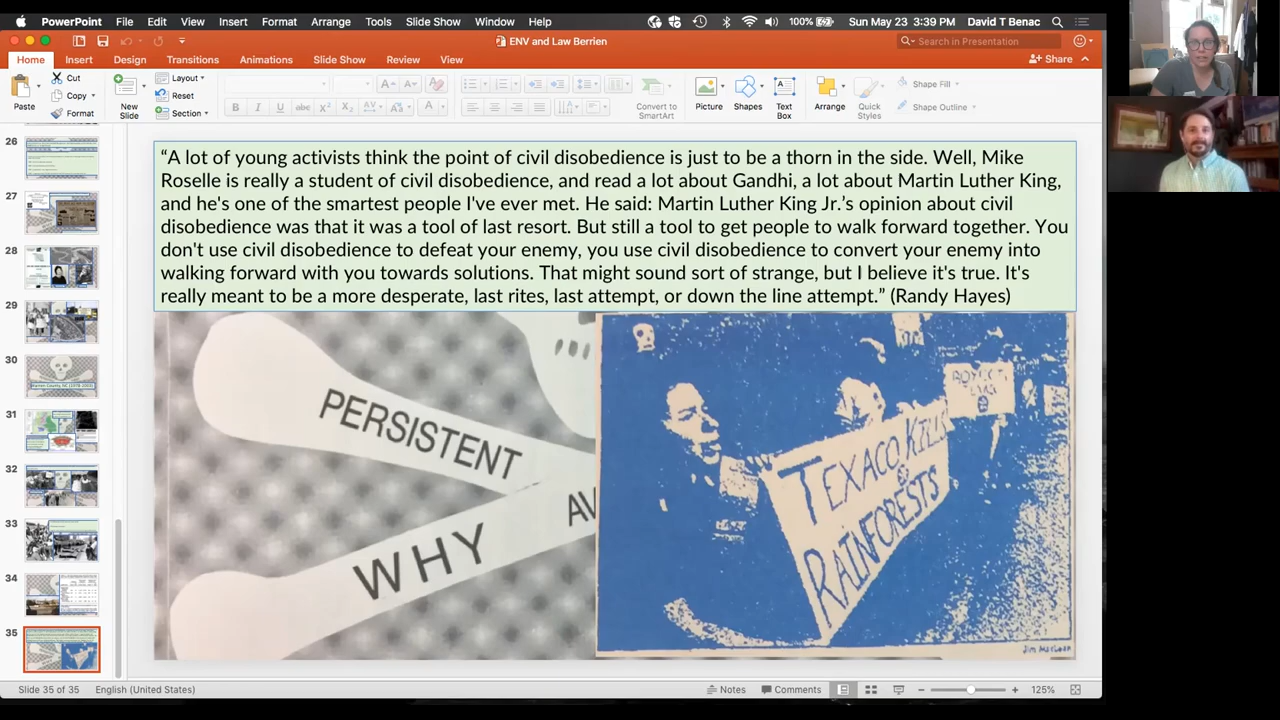 PowerPoint File Edit View Insert Format Arrange Tools Slide Show Window Help 100% Sun May 23 3:39 PM David T Benac
ENV and Law Berrien
Search in Presentation
Home Insert Design Transitions Animations Slide Show Review View
Share
Paste
Cut
Copy
Format
New
Slide
Layout
Reset
Section
B I U abc X² X₂ AV Aa A
Convert to
SmartArt
Picture
Shapes
Text
Box
Arrange
Quick
Styles
Shape Fill
Shape Outline
26
27
28
29
30
31
32
33
34
35
“A lot of young activists think the point of civil disobedience is just to be a thorn in the side. Well, Mike
Roselle is really a student of civil disobedience, and read a lot about Gandhi, a lot about Martin Luther King,
and he's one of the smartest people I've ever met. He said: Martin Luther King Jr.’s opinion about civil
disobedience was that it was a tool of last resort. But still a tool to get people to walk forward together. You
don't use civil disobedience to defeat your enemy, you use civil disobedience to convert your enemy into
walking forward with you towards solutions. That might sound sort of strange, but I believe it's true. It's
really meant to be a more desperate, last rites, last attempt, or down the line attempt.” (Randy Hayes)
PERSISTENT
WHY
AV
BOYCOTT
TEXACO KILLS
RAINFORESTS
Slide 35 of 35
English (United States)
Notes
Comments
125%